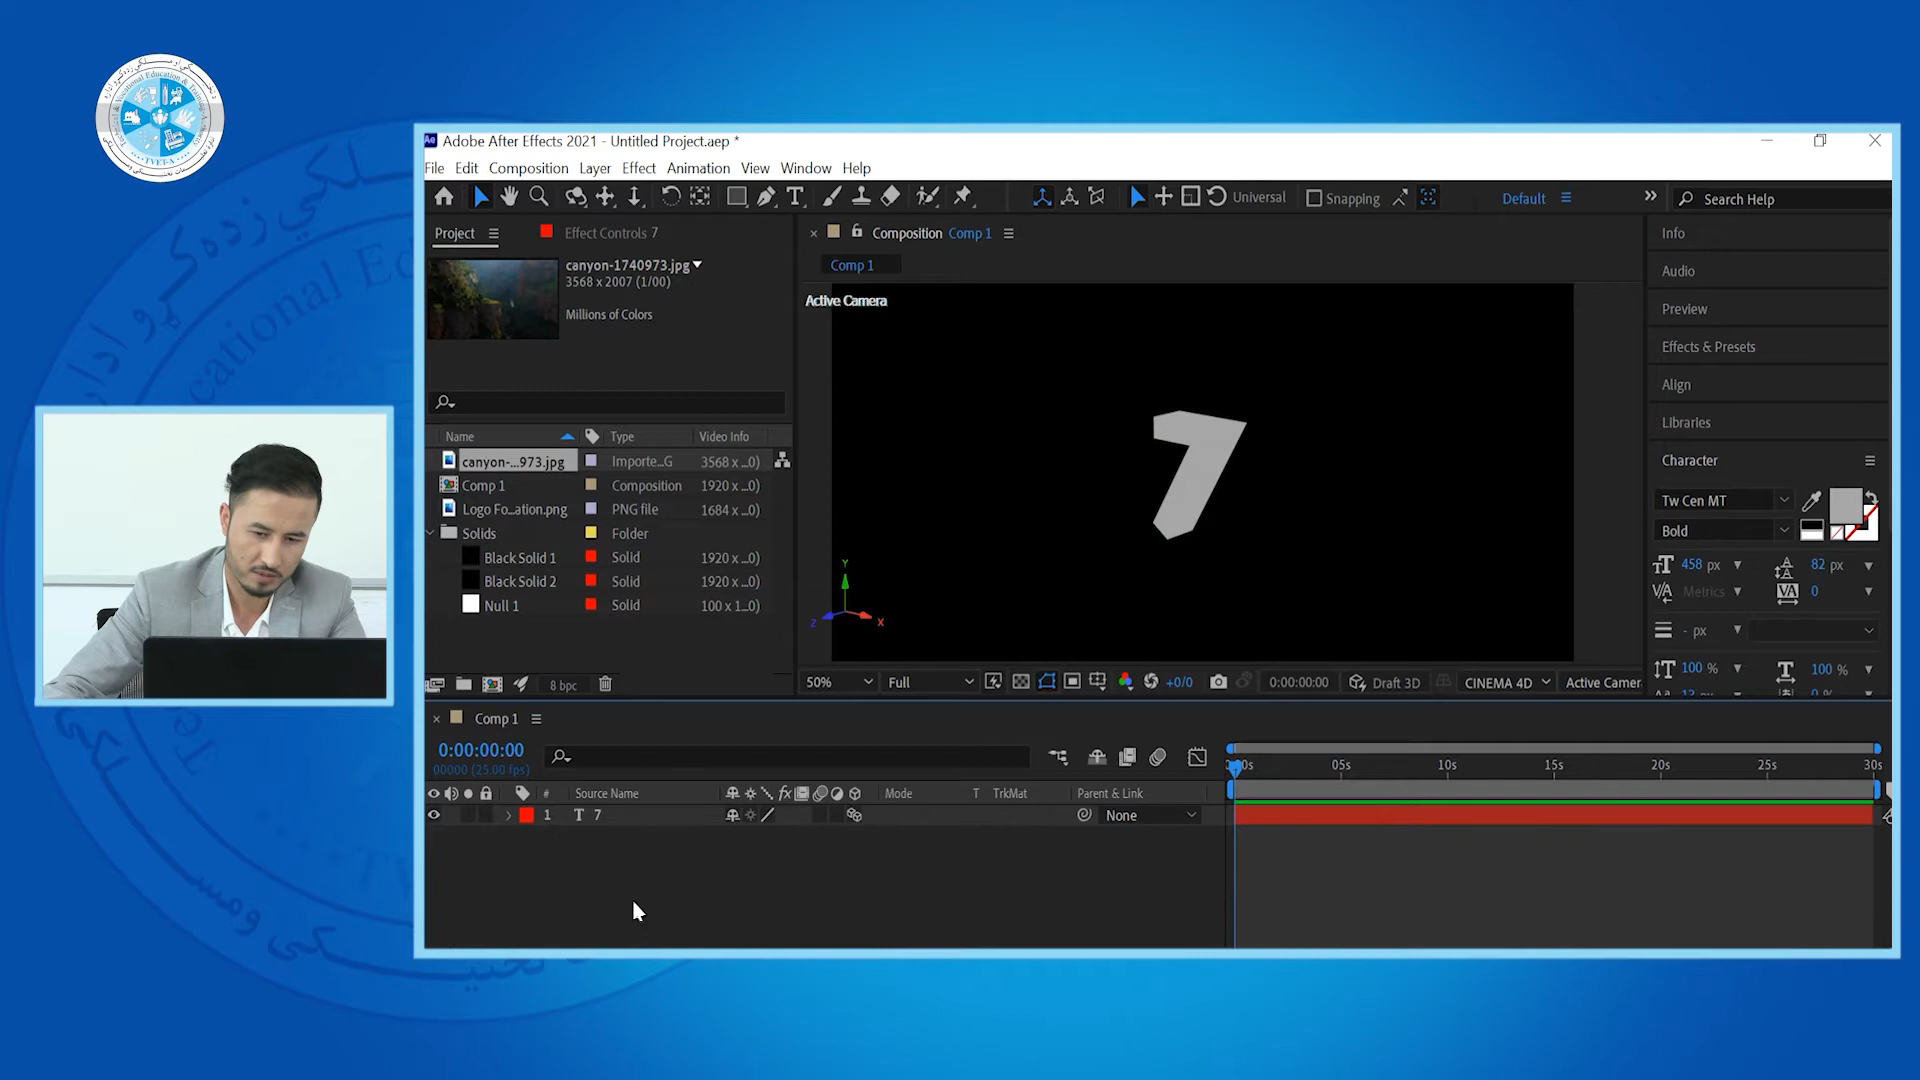 Technical & Vocational Education & Training Authority
TVET-A
Adobe After Effects 2021 - Untitled Project.aep *
File Edit Composition Layer Effect Animation View Window Help
Universal Snapping Default Search Help
Project Effect Controls 7
canyon-1740973.jpg
3568 x 2007 (1/00)
Millions of Colors
Name Type Video Info
canyon-...973.jpg Importe...G 3568 x ...0)
Comp 1 Composition 1920 x ...0)
Logo Fo...ation.png PNG file 1684 x ...0)
Solids Folder
Black Solid 1 Solid 1920 x ...0)
Black Solid 2 Solid 1920 x ...0)
Null 1 Solid 100 x 1...0)
8 bpc
Composition Comp 1
Comp 1
Active Camera
7
Y
Z X
50% Full +0/0 0:00:00:00 Draft 3D CINEMA 4D Active Camer
Info
Audio
Preview
Effects & Presets
Align
Libraries
Character
Tw Cen MT
Bold
458 px 82 px
Metrics 0
- px
100 % 100 %
Comp 1
0:00:00:00
00000 (25.00 fps)
05s 10s 15s 20s 25s 30s
# Source Name Mode T TrkMat Parent & Link
1 T 7 None